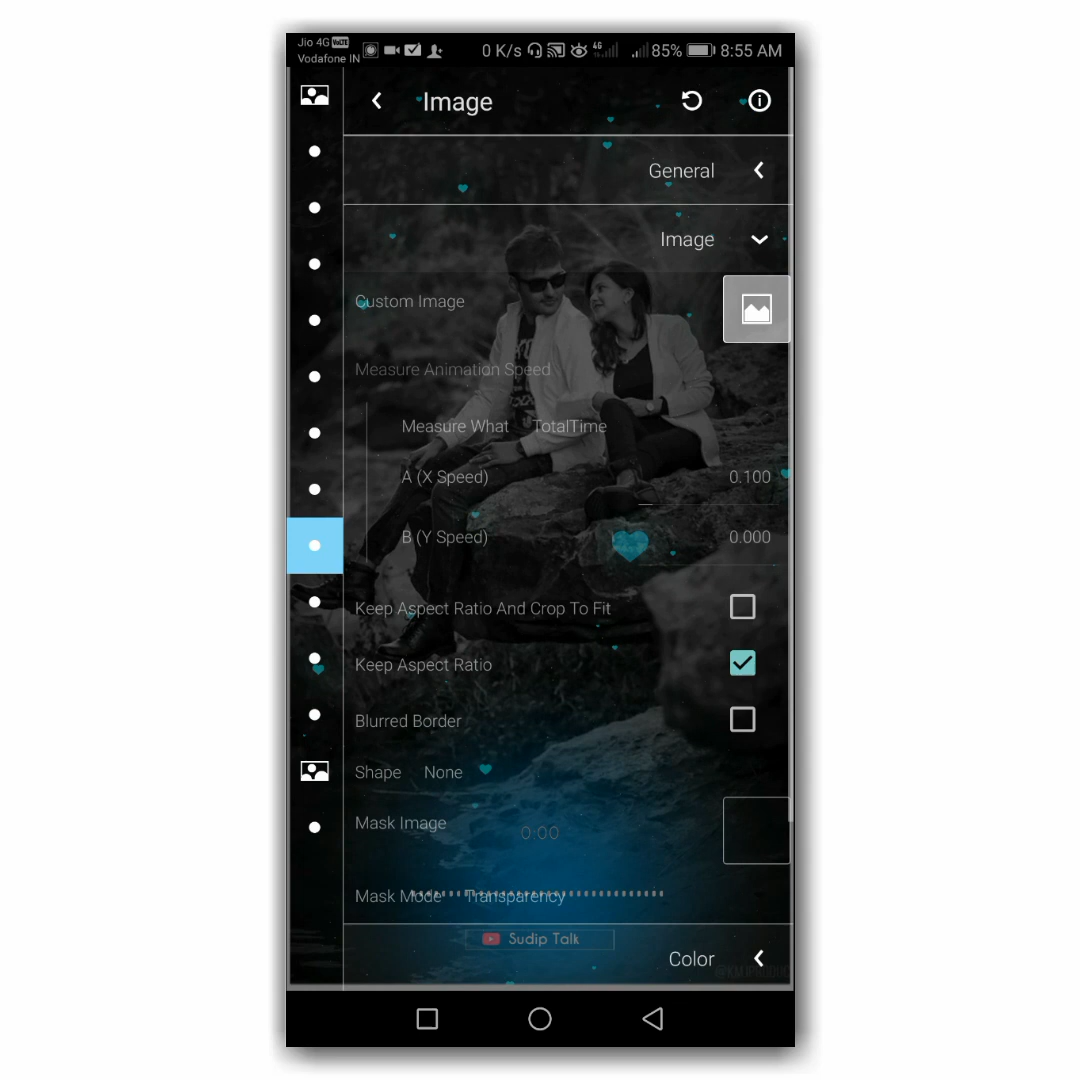 Jio 4G VoLTE
Vodafone IN
0 K/s
4G
85%
8:55 AM
Image
General
Image
Custom Image
Measure Animation Speed
Measure What TotalTime
A (X Speed) 0.100
B (Y Speed) 0.000
Keep Aspect Ratio And Crop To Fit
Keep Aspect Ratio
Blurred Border
Shape None
Mask Image
0:00
Mask Mode Transparency
Sudip Talk
Color